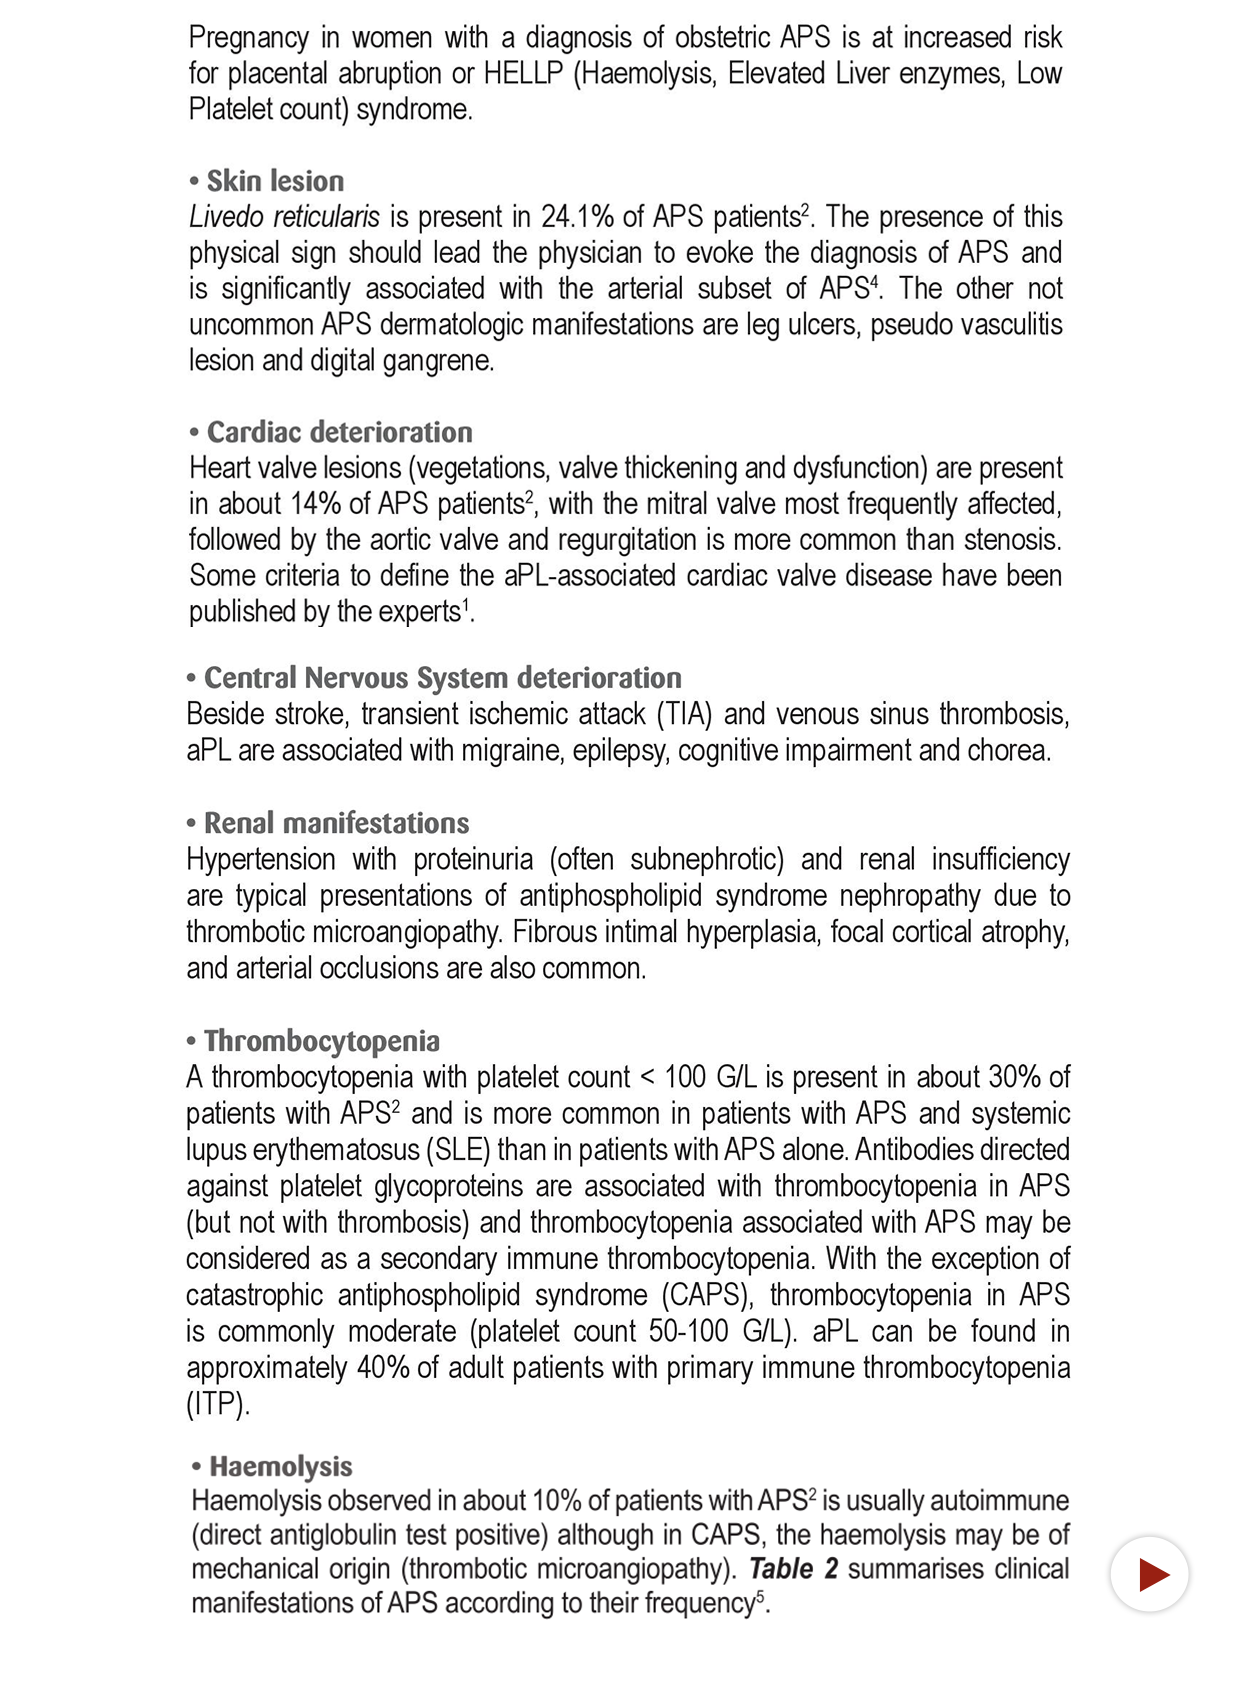 Pregnancy in women with a diagnosis of obstetric APS is at increased risk
for placental abruption or HELLP (Haemolysis, Elevated Liver enzymes, Low
Platelet count) syndrome.
• Skin lesion
Livedo reticularis is present in 24.1% of APS patients². The presence of this
physical sign should lead the physician to evoke the diagnosis of APS and
is significantly associated with the arterial subset of APS⁴. The other not
uncommon APS dermatologic manifestations are leg ulcers, pseudo vasculitis
lesion and digital gangrene.
• Cardiac deterioration
Heart valve lesions (vegetations, valve thickening and dysfunction) are present
in about 14% of APS patients², with the mitral valve most frequently affected,
followed by the aortic valve and regurgitation is more common than stenosis.
Some criteria to define the aPL-associated cardiac valve disease have been
published by the experts¹.
• Central Nervous System deterioration
Beside stroke, transient ischemic attack (TIA) and venous sinus thrombosis,
aPL are associated with migraine, epilepsy, cognitive impairment and chorea.
• Renal manifestations
Hypertension with proteinuria (often subnephrotic) and renal insufficiency
are typical presentations of antiphospholipid syndrome nephropathy due to
thrombotic microangiopathy. Fibrous intimal hyperplasia, focal cortical atrophy,
and arterial occlusions are also common.
• Thrombocytopenia
A thrombocytopenia with platelet count < 100 G/L is present in about 30% of
patients with APS² and is more common in patients with APS and systemic
lupus erythematosus (SLE) than in patients with APS alone. Antibodies directed
against platelet glycoproteins are associated with thrombocytopenia in APS
(but not with thrombosis) and thrombocytopenia associated with APS may be
considered as a secondary immune thrombocytopenia. With the exception of
catastrophic antiphospholipid syndrome (CAPS), thrombocytopenia in APS
is commonly moderate (platelet count 50-100 G/L). aPL can be found in
approximately 40% of adult patients with primary immune thrombocytopenia
(ITP).
• Haemolysis
Haemolysis observed in about 10% of patients with APS² is usually autoimmune
(direct antiglobulin test positive) although in CAPS, the haemolysis may be of
mechanical origin (thrombotic microangiopathy). Table 2 summarises clinical
manifestations of APS according to their frequency⁵.